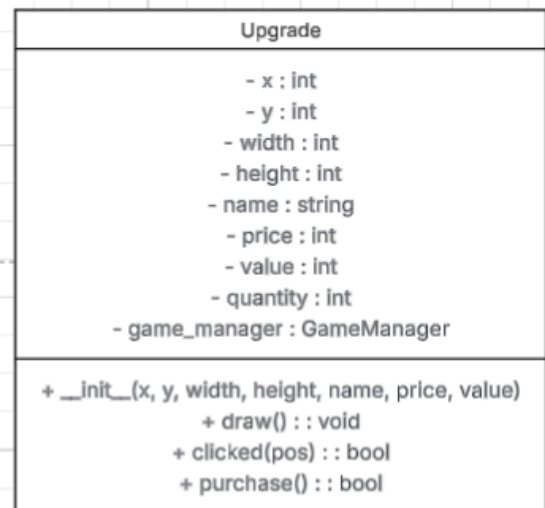 Upgrade
- x : int
- y : int
- width : int
- height : int
- name : string
- price : int
- value : int
- quantity : int
- game_manager : GameManager
+ __init__(x, y, width, height, name, price, value)
+ draw() : : void
+ clicked(pos) : : bool
+ purchase() : : bool